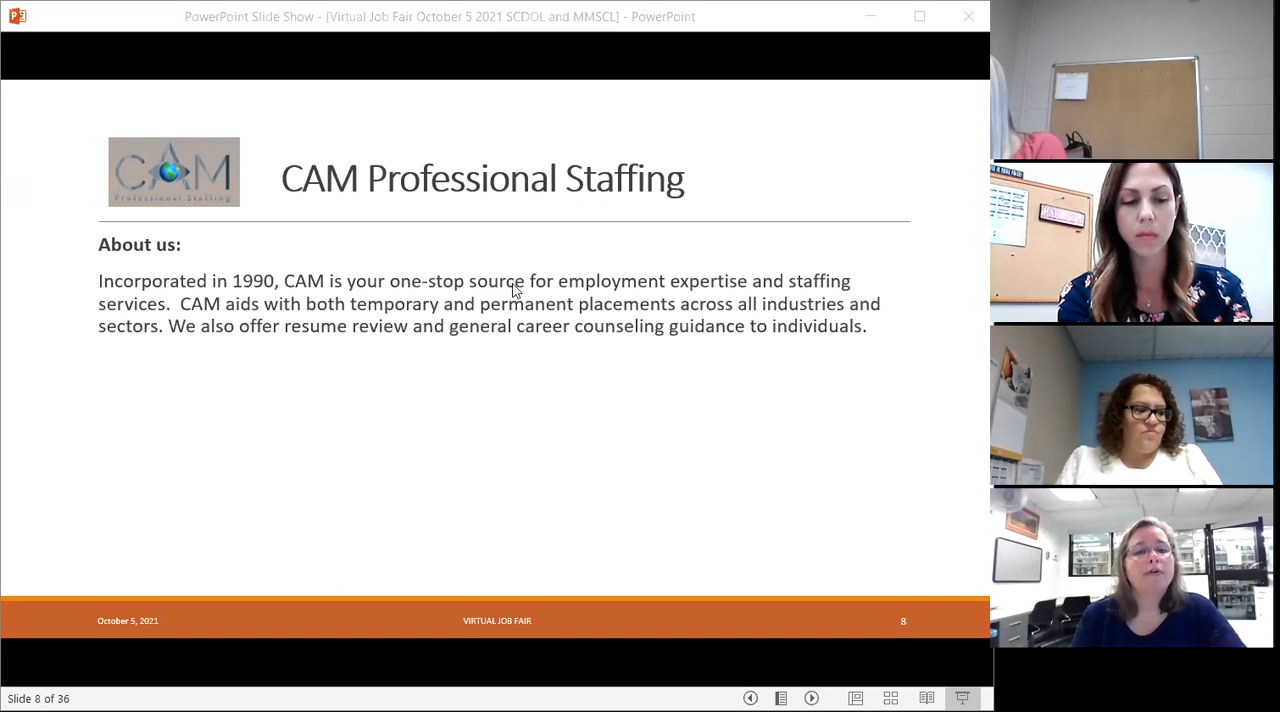 PowerPoint Slide Show - [Virtual Job Fair October 5 2021 SCDOL and MMSCL] - PowerPoint
CAM
Professional Staffing
CAM Professional Staffing
About us:
Incorporated in 1990, CAM is your one-stop source for employment expertise and staffing
services.  CAM aids with both temporary and permanent placements across all industries and
sectors. We also offer resume review and general career counseling guidance to individuals.
October 5, 2021
VIRTUAL JOB FAIR
8
Slide 8 of 36